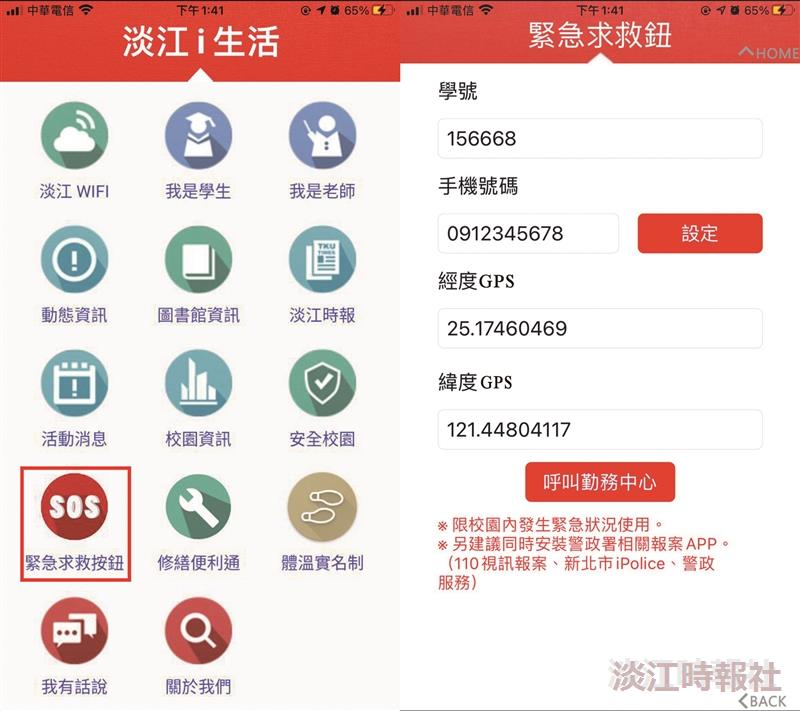 中華電信
下午1:41
65%
淡江i生活
淡江 WIFI
我是學生
我是老師
TKU
TIMES
動態資訊
圖書館資訊
淡江時報
活動消息
校園資訊
安全校園
SOS
緊急求救按鈕
修繕便利通
體溫實名制
我有話說
關於我們
中華電信
下午1:41
65%
緊急求救鈕
HOME
學號
156668
手機號碼
0912345678
設定
經度GPS
25.17460469
緯度GPS
121.44804117
呼叫勤務中心
※ 限校園內發生緊急狀況使用。
※ 另建議同時安裝警政署相關報案APP。
(110視訊報案、新北市iPolice、警政
服務)
淡江時報社
BACK